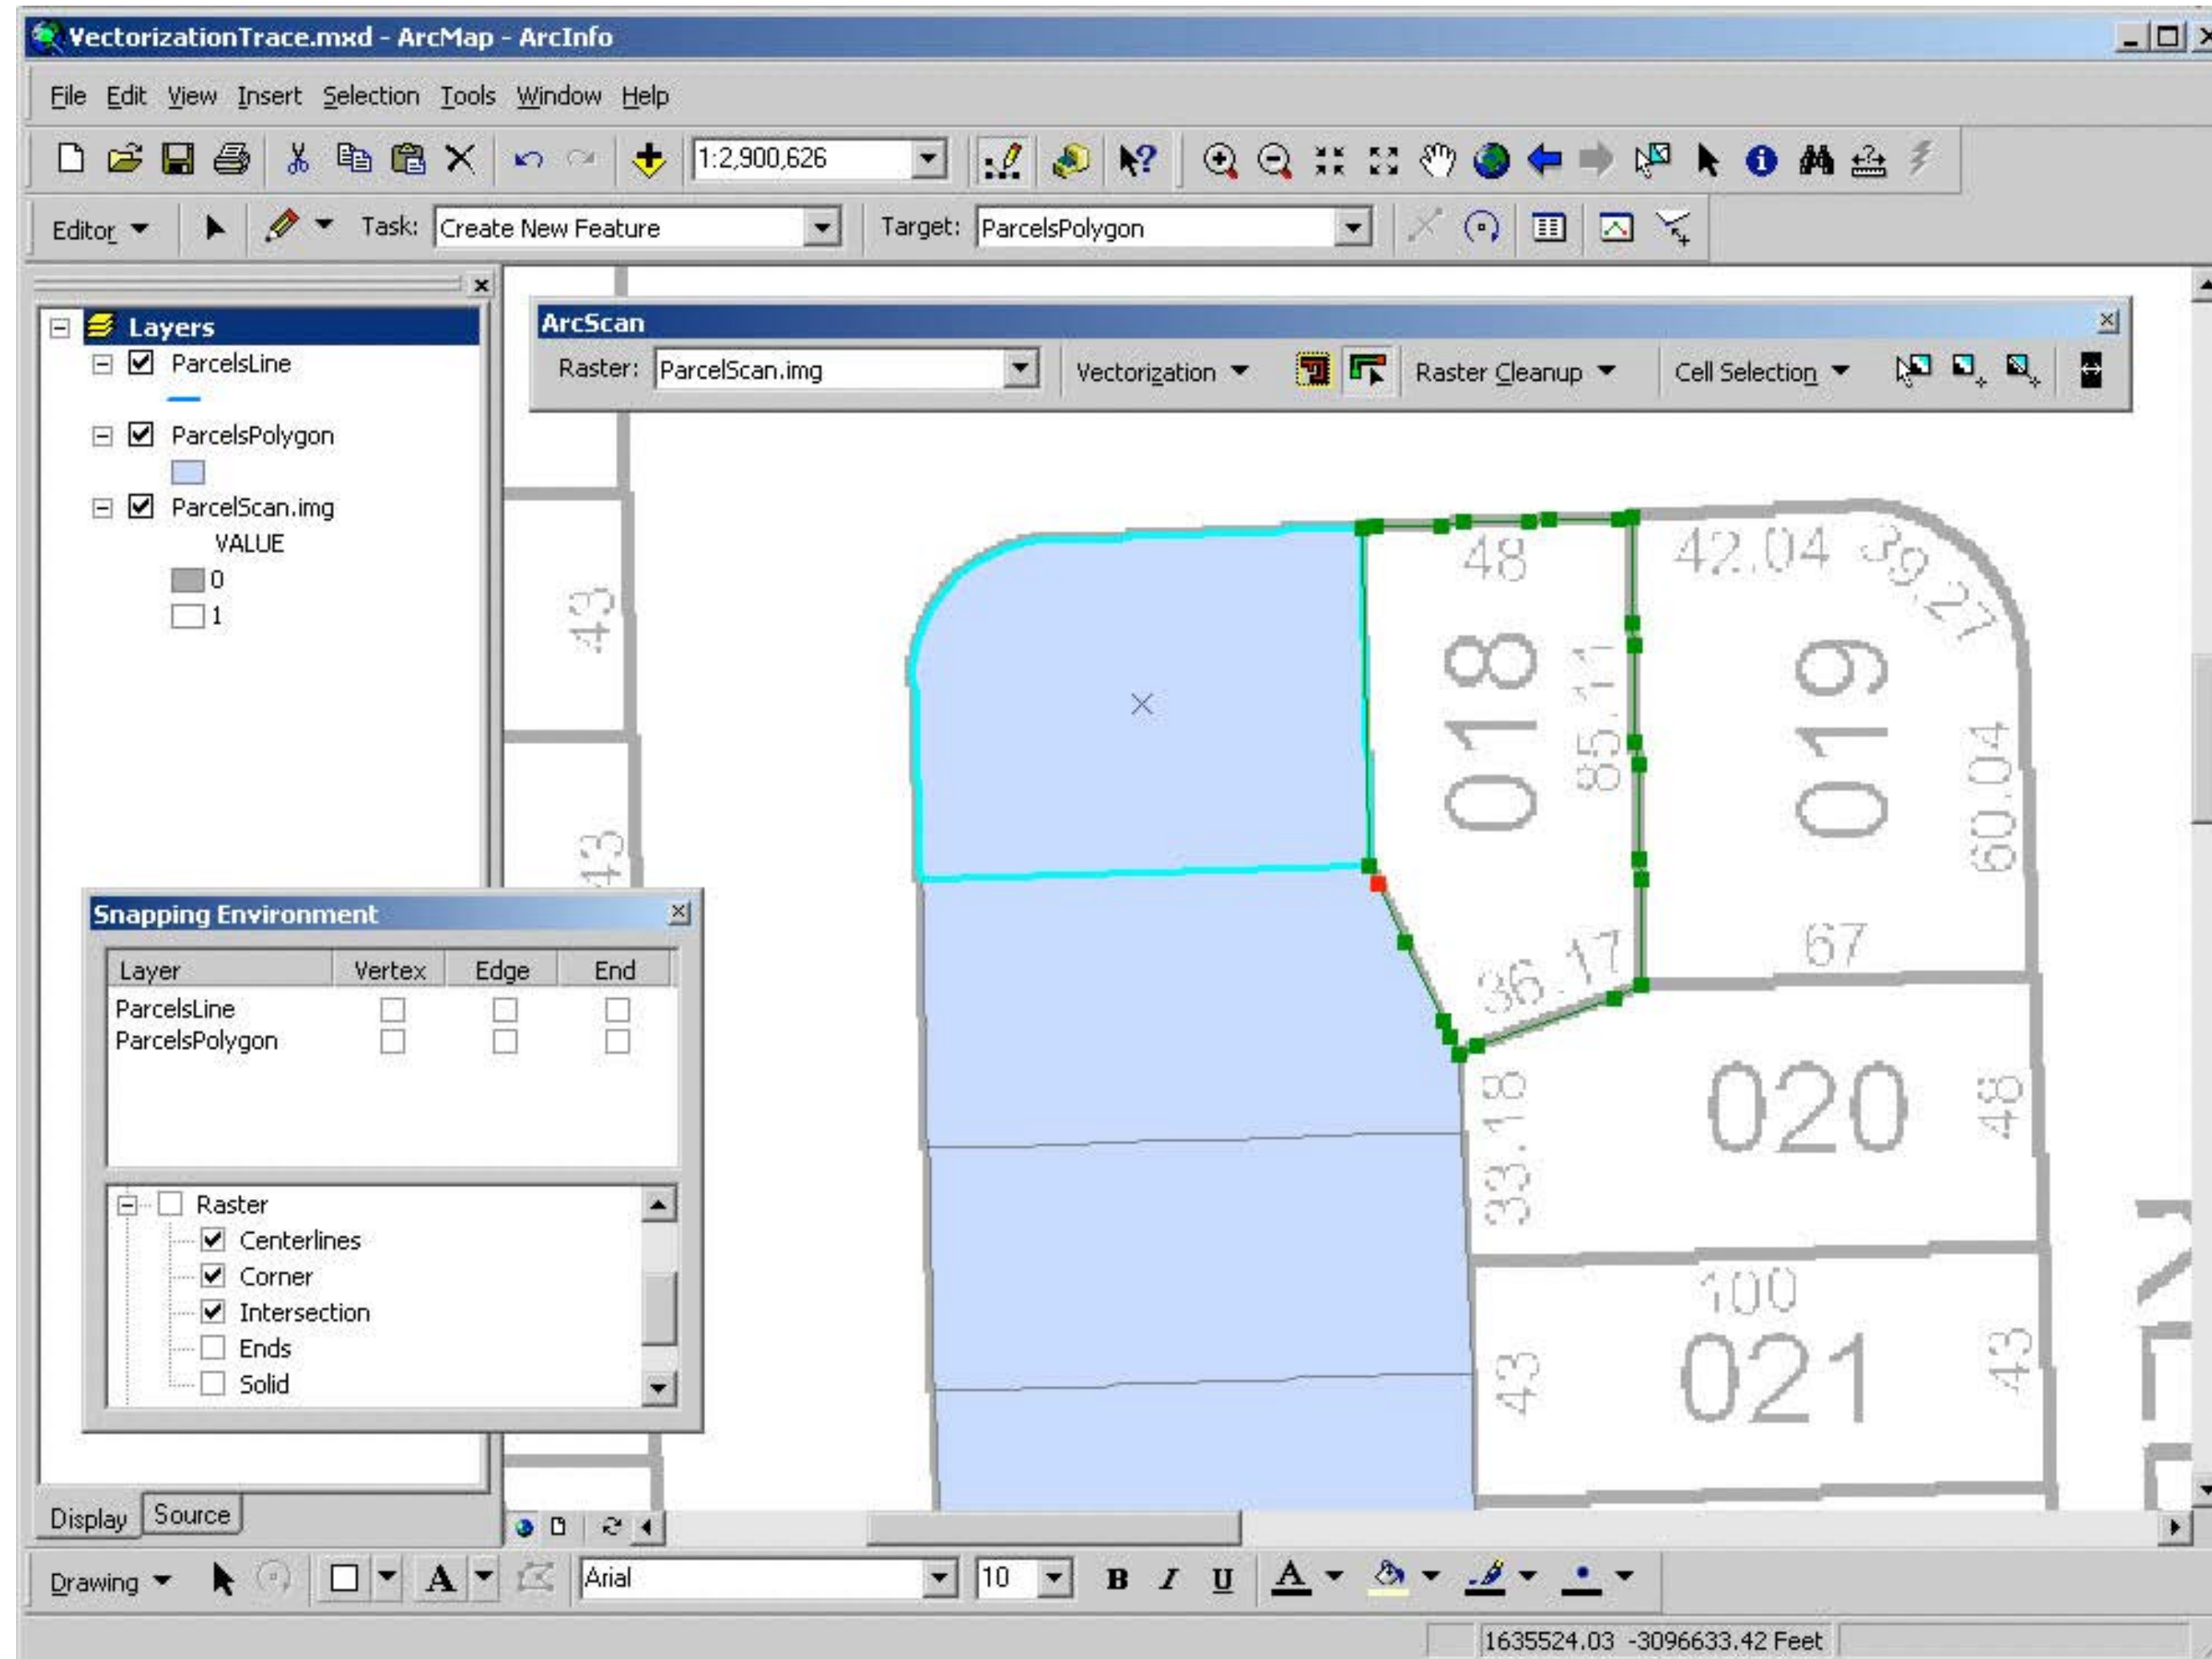 VectorizationTrace.mxd - ArcMap - ArcInfo
File Edit View Insert Selection Tools Window Help
1:2,900,626
Editor Task: Create New Feature Target: ParcelsPolygon
Layers
ParcelsLine
ParcelsPolygon
ParcelScan.img
VALUE
0
1
ArcScan
Raster: ParcelScan.img Vectorization Raster Cleanup Cell Selection
43
43
48
42.04
39.27
018
85.11
019
60.04
36.17
67
33.18
020
48
100
43
021
43
Snapping Environment
Layer Vertex Edge End
ParcelsLine
ParcelsPolygon
Raster
Centerlines
Corner
Intersection
Ends
Solid
Display Source
Drawing A Arial 10 B I U A
1635524.03 -3096633.42 Feet